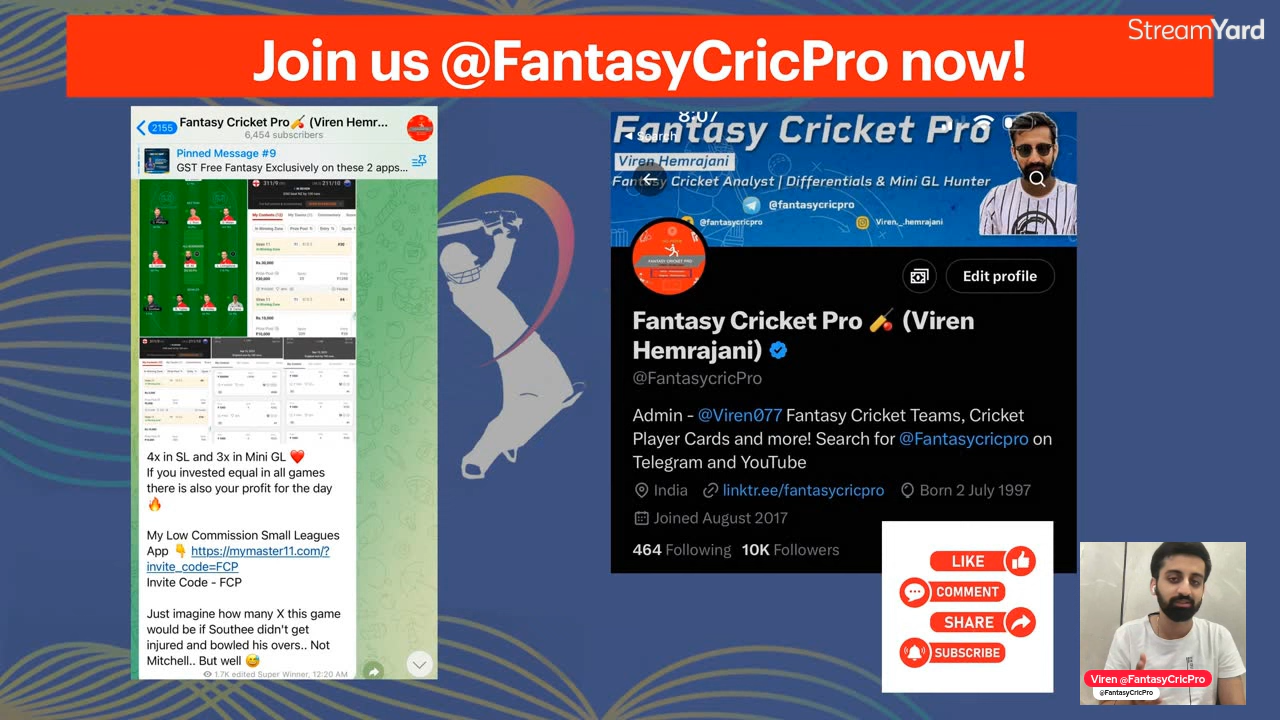 StreamYard
Join us @FantasyCricPro now!
2155
Fantasy Cricket Pro🏏 (Viren Hemr...
6,454 subscribers
Pinned Message #9
GST Free Fantasy Exclusively on these 2 apps...
4x in SL and 3x in Mini GL ❤️
If you invested equal in all games
there is also your profit for the day
🔥
My Low Commission Small Leagues
App 👇 https://mymaster11.com/?
invite_code=FCP
Invite Code - FCP
Just imagine how many X this game
would be if Southee didn't get
injured and bowled his overs.. Not
Mitchell.. But well 😅
1.7K edited Super Winner, 12:20 AM
8:07
Search
Fantasy Cricket Pro
Viren Hemrajani
Fantasy Cricket Analyst | Differentials & Mini GL Hunter
@fantasycricpro
Viren._.hemrajani
FANTASY CRICKET PRO
Edit profile
Fantasy Cricket Pro 🏏 (Viren
Hemrajani)
@FantasycricPro
Admin - @Viren077 Fantasy Cricket Teams, Cricket
Player Cards and more! Search for @Fantasycricpro on
Telegram and YouTube
India linktr.ee/fantasycricpro Born 2 July 1997
Joined August 2017
464 Following 10K Followers
LIKE
COMMENT
SHARE
SUBSCRIBE
Viren @FantasyCricPro
@FantasyCricPro